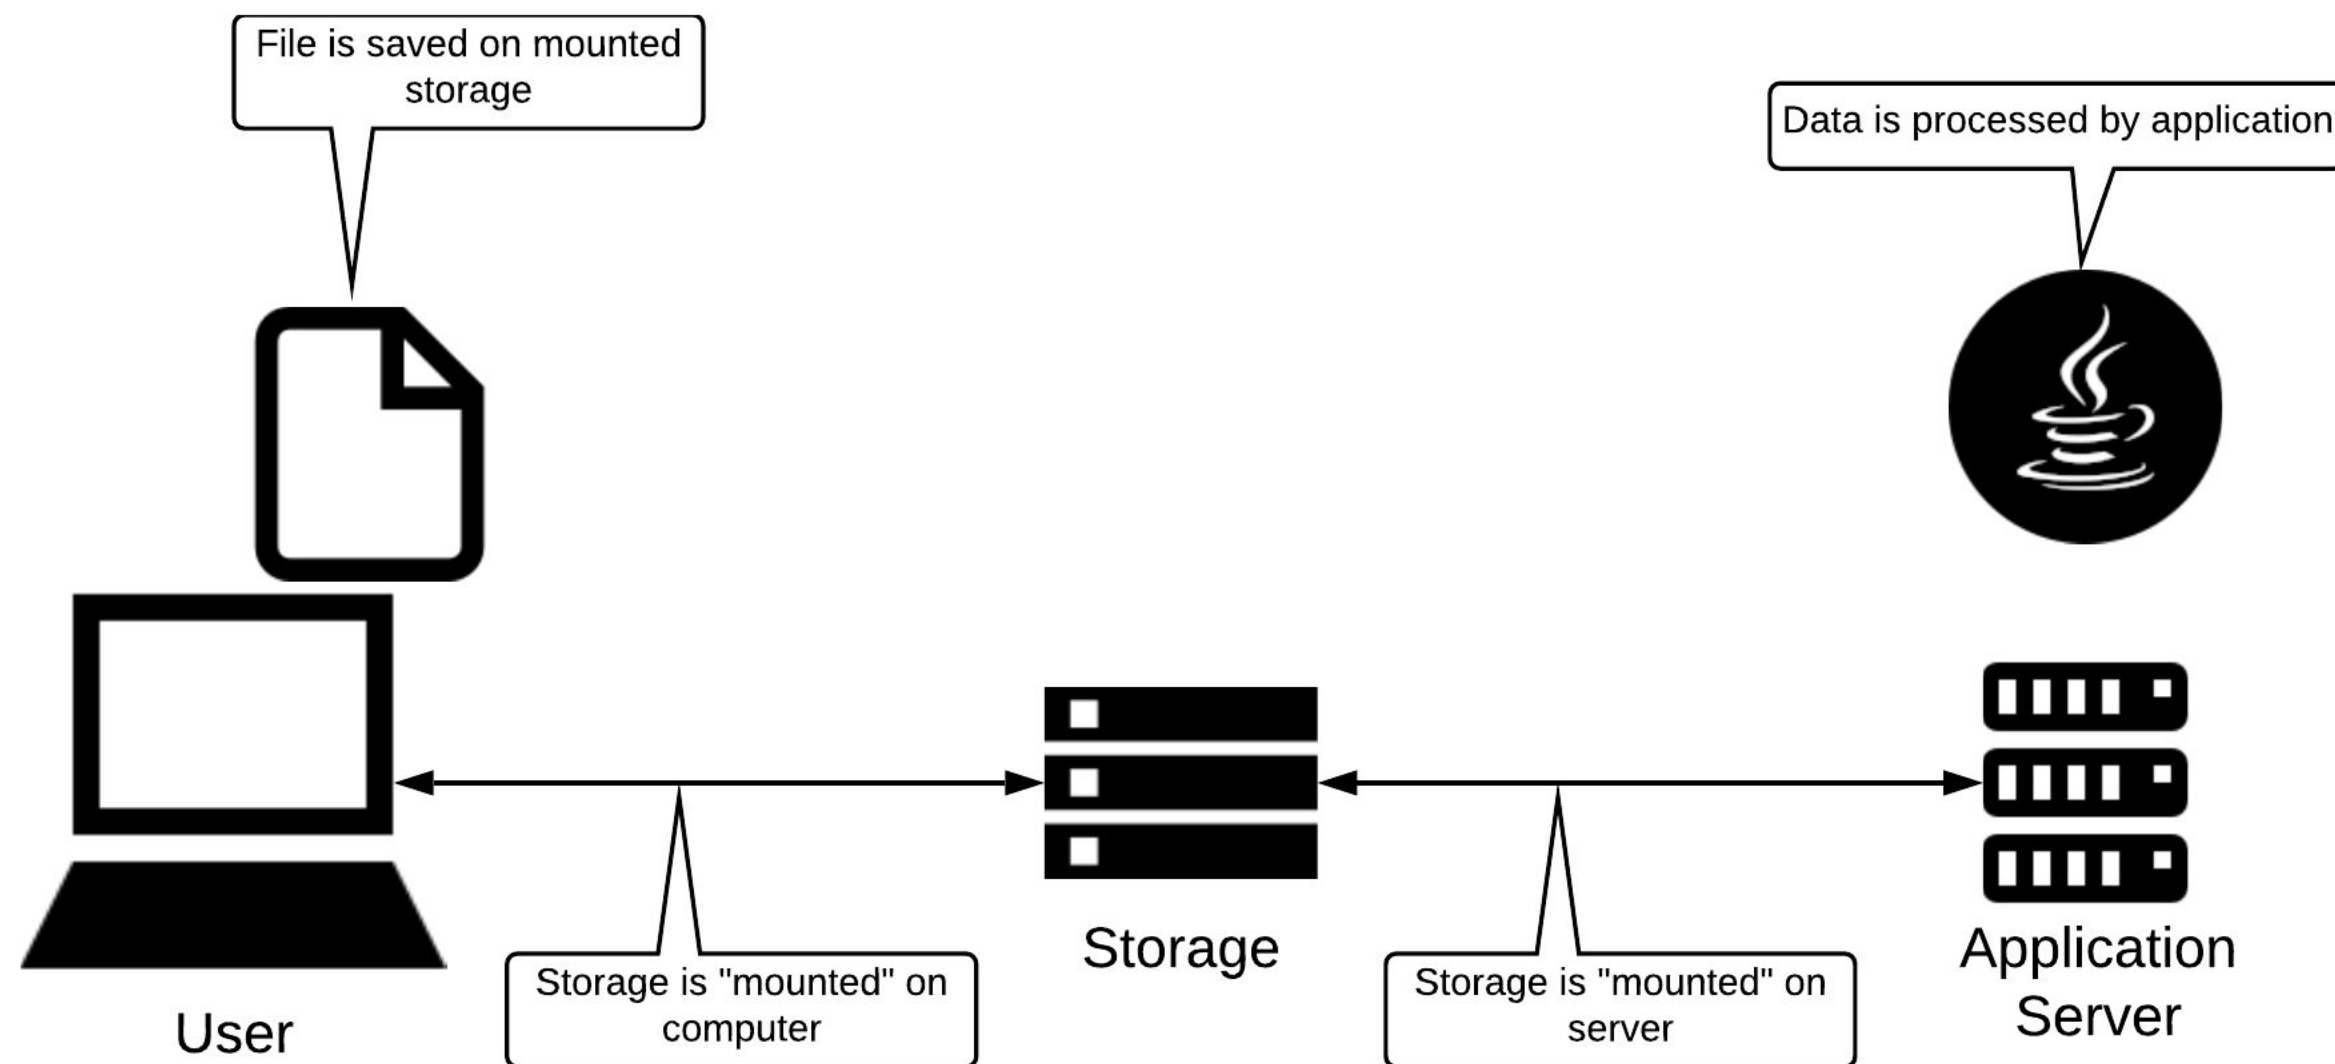 File is saved on mounted
storage
Data is processed by application
Storage
Application
Server
User
Storage is "mounted" on
computer
Storage is "mounted" on
server